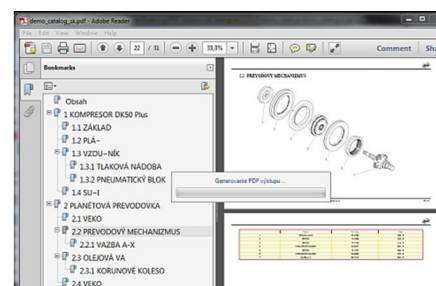 demo_catalog_sk.pdf - Adobe Reader
File Edit View Window Help
22 / 31 33,3% Comment Sha
Bookmarks
Obsah
1 KOMPRESOR DK50 Plus
1.1 ZÁKLAD
1.2 PLÁ–
1.3 VZDU–NÍK
1.3.1 TLAKOVÁ NÁDOBA
1.3.2 PNEUMATICKÝ BLOK
1.4 SU–I
2 PLANÉTOVÁ PREVODOVKA
2.1 VEKO
2.2 PREVODOVÝ MECHANIZMUS
2.2.1 VAZBA A-X
2.3 OLEJOVÁ VA
2.3.1 KORUNOVÉ KOLESO
2.4 VEKO
2.2 PREVODOVY MECHANIZMUS
Generovanie PDF výstupu ...